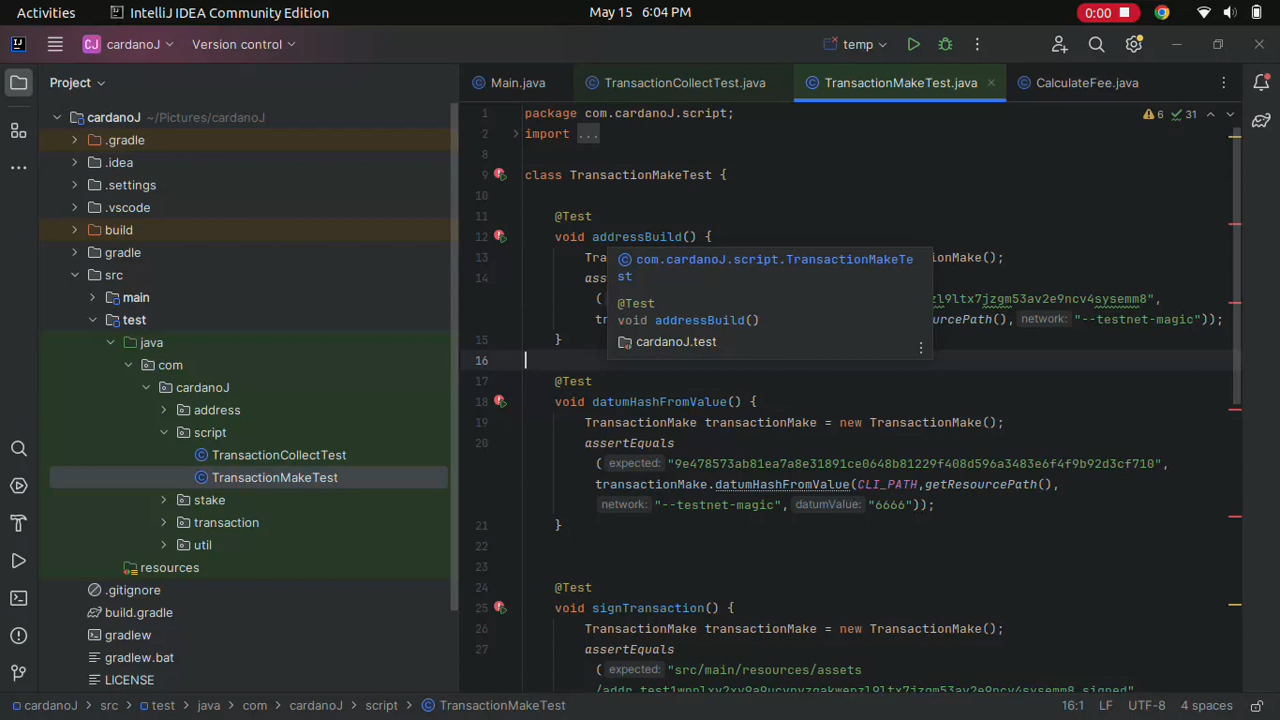 Activities IntelliJ IDEA Community Edition May 15 6:04 PM 0:00
CJ cardanoJ Version control temp
Project Main.java TransactionCollectTest.java TransactionMakeTest.java CalculateFee.java
cardanoJ ~/Pictures/cardanoJ
.gradle
.idea
.settings
.vscode
build
gradle
src
main
test
java
com
cardanoJ
address
script
TransactionCollectTest
TransactionMakeTest
stake
transaction
util
resources
.gitignore
build.gradle
gradlew
gradlew.bat
LICENSE
6 31
1 package com.cardanoJ.script;
2 import ...
8
9 class TransactionMakeTest {
10
11 @Test
12 void addressBuild() {
13 ionMake();
14
zl9ltx7jzgm53av2e9ncv4sysemm8",
ourcePath(), network: "--testnet-magic"));
com.cardanoJ.script.TransactionMakeTe
st
@Test
void addressBuild()
cardanoJ.test
15 }
16
17 @Test
18 void datumHashFromValue() {
19 TransactionMake transactionMake = new TransactionMake();
20 assertEquals
( expected: "9e478573ab81ea7a8e31891ce0648b81229f408d596a3483e6f4f9b92d3cf710",
transactionMake.datumHashFromValue(CLI_PATH,getResourcePath(),
network: "--testnet-magic", datumValue: "6666"));
21 }
22
23
24 @Test
25 void signTransaction() {
26 TransactionMake transactionMake = new TransactionMake();
27 assertEquals
( expected: "src/main/resources/assets
cardanoJ > src > test > java > com > cardanoJ > script > TransactionMakeTest 16:1 LF UTF-8 4 spaces